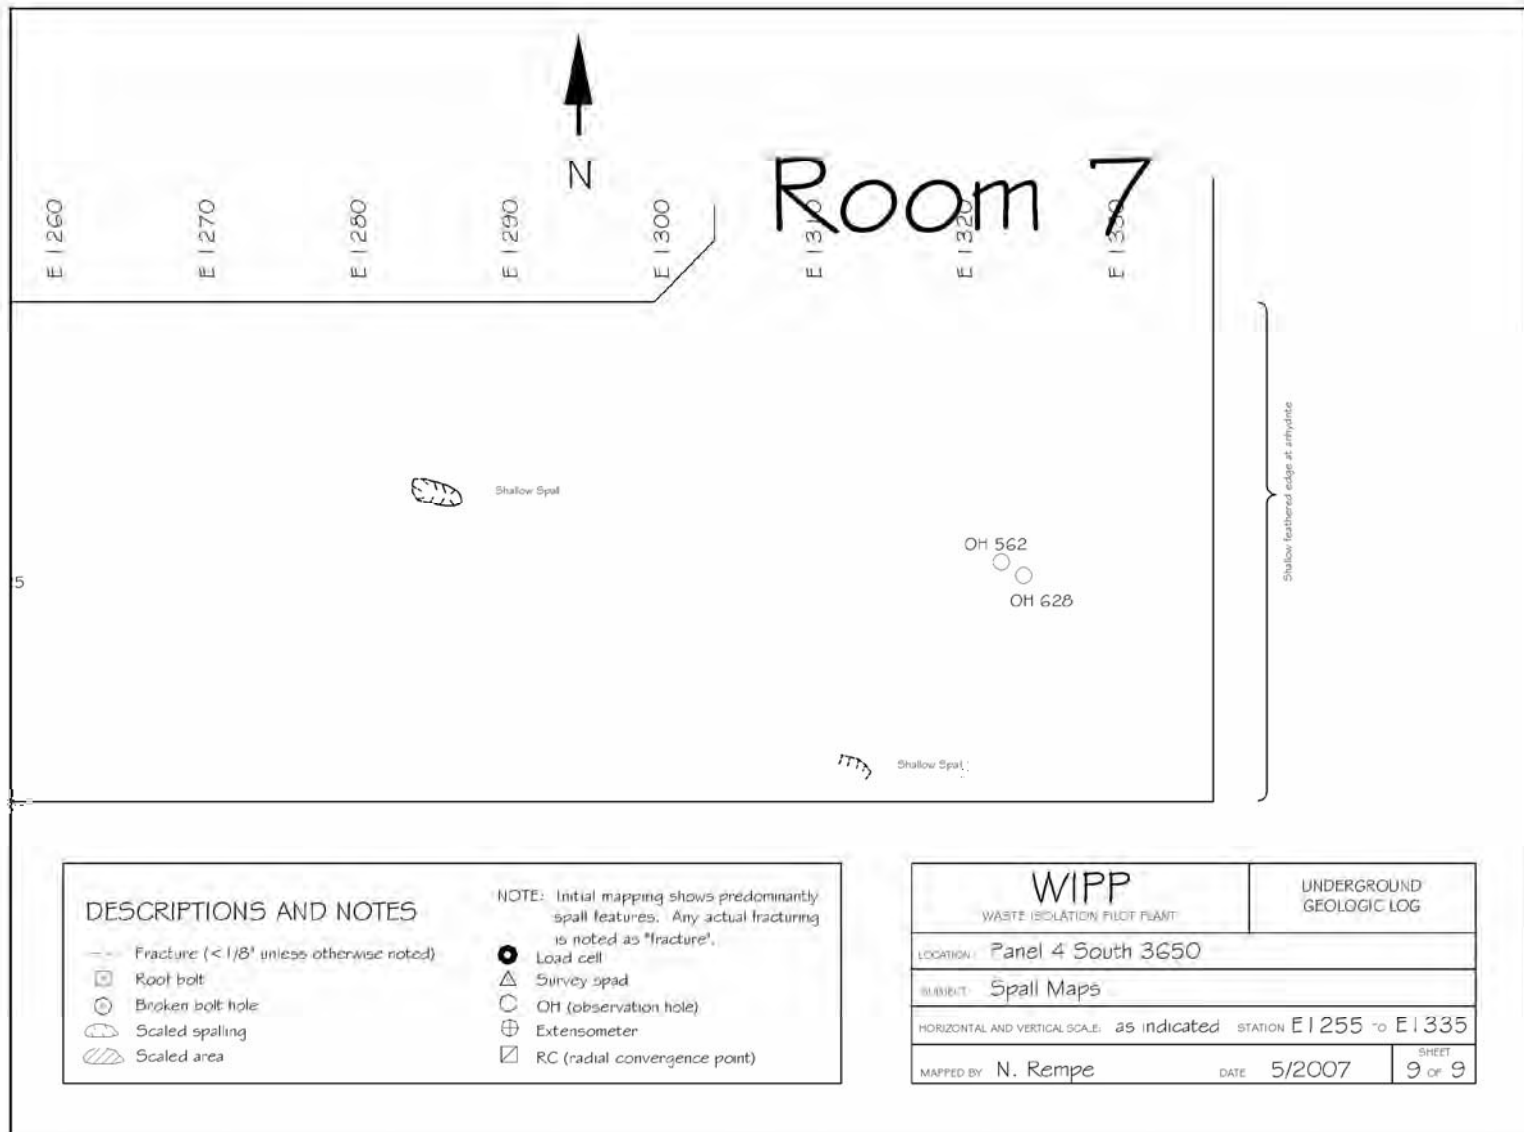 N
Room 7
E 1260
E 1270
E 1280
E 1290
E 1300
E 1310
E 1320
E 1330
Shallow Spall
OH 562
OH 628
5
Shallow feathered edge at anhydrite
Shallow Spall
DESCRIPTIONS AND NOTES
Fracture (< 1/8" unless otherwise noted)
Roof bolt
Broken bolt hole
Scaled spalling
Scaled area
NOTE: Initial mapping shows predominantly
spall features. Any actual fracturing
is noted as "fracture".
Load cell
Survey spad
OH (observation hole)
Extensometer
RC (radial convergence point)
WIPP
WASTE ISOLATION PILOT PLANT
UNDERGROUND
GEOLOGIC LOG
LOCATION: Panel 4 South 3650
SUBJECT: Spall Maps
HORIZONTAL AND VERTICAL SCALE: as indicated STATION E1255 TO E1335
MAPPED BY N. Rempe DATE 5/2007 SHEET
9 OF 9